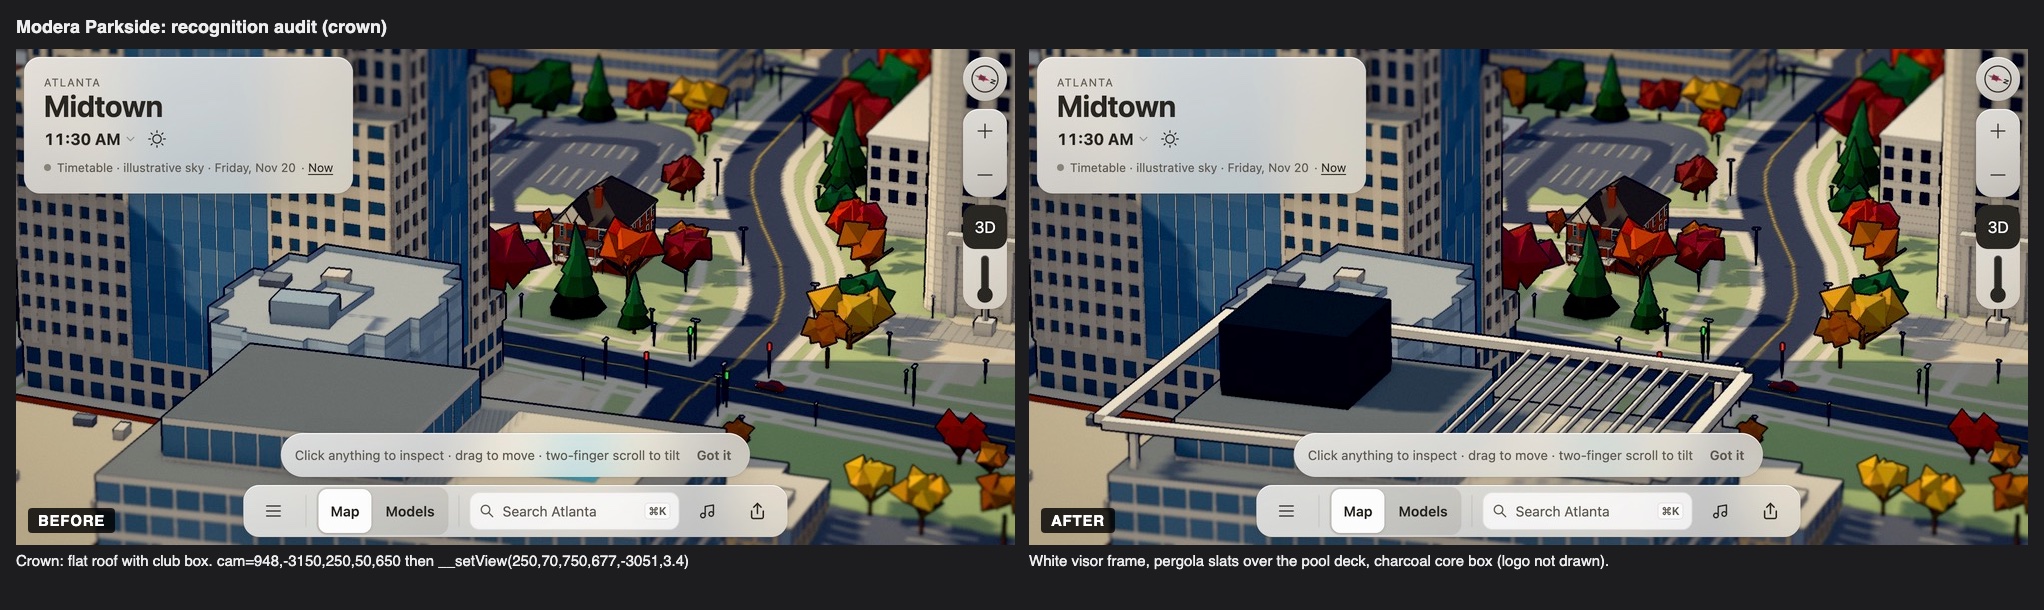 Modera Parkside: recognition audit (crown)
ATLANTA
Midtown
11:30 AM
Timetable · illustrative sky · Friday, Nov 20 · Now
N
+
−
3D
Click anything to inspect · drag to move · two-finger scroll to tilt Got it
Map Models Search Atlanta ⌘K
BEFORE
Crown: flat roof with club box. cam=948,-3150,250,50,650 then __setView(250,70,750,677,-3051,3.4)
ATLANTA
Midtown
11:30 AM
Timetable · illustrative sky · Friday, Nov 20 · Now
N
+
−
3D
Click anything to inspect · drag to move · two-finger scroll to tilt Got it
Map Models Search Atlanta ⌘K
AFTER
White visor frame, pergola slats over the pool deck, charcoal core box (logo not drawn).